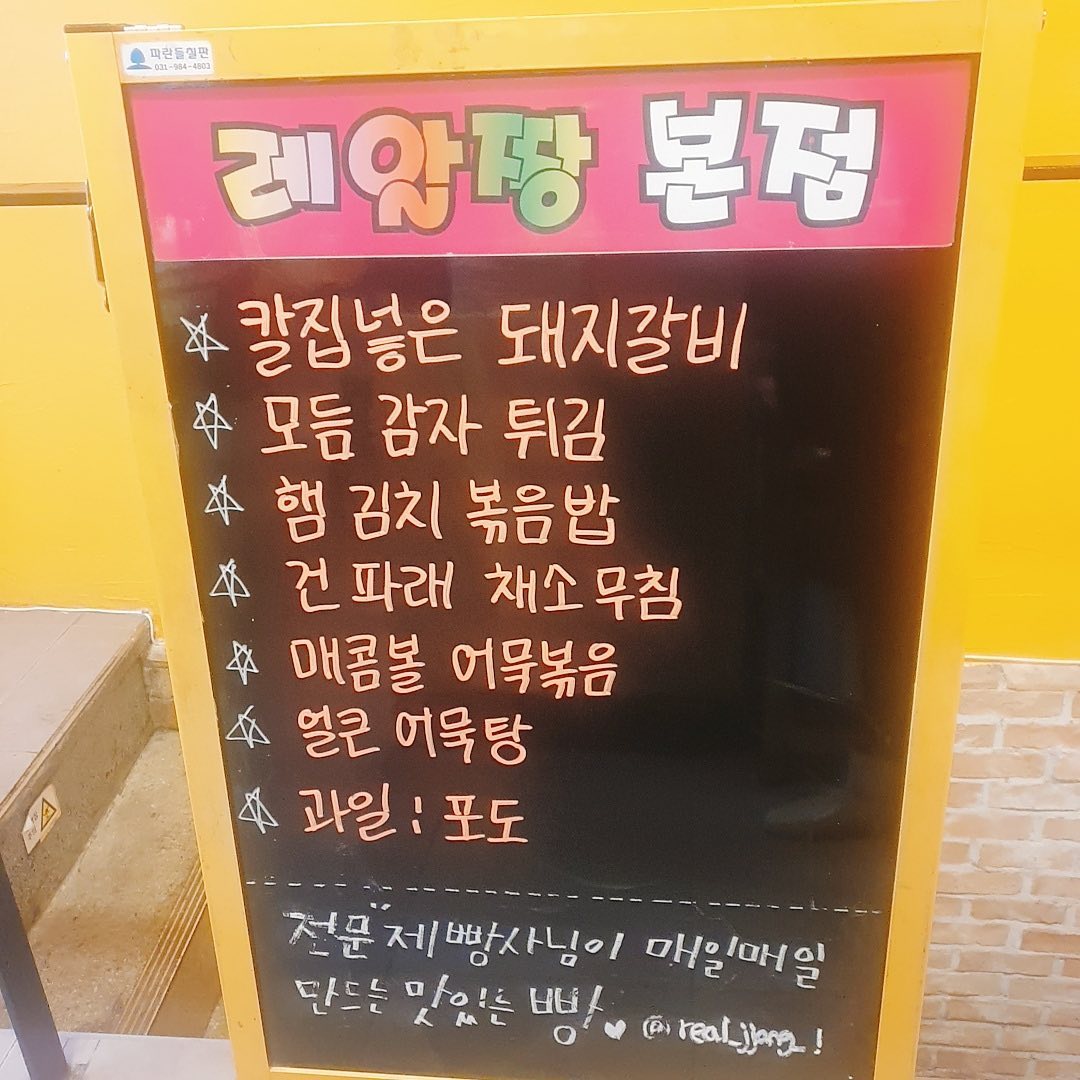 파란들칠판
031-984-4803
레알짱 본점
칼집넣은 돼지갈비
모듬 감자 튀김
햄 김치 볶음밥
건파래 채소무침
매콤볼 어묵볶음
얼큰 어묵탕
과일 : 포도
전문" 제빵사님이 매일매일
만드는 맛있는 빵 ♥ @real_jjang_!